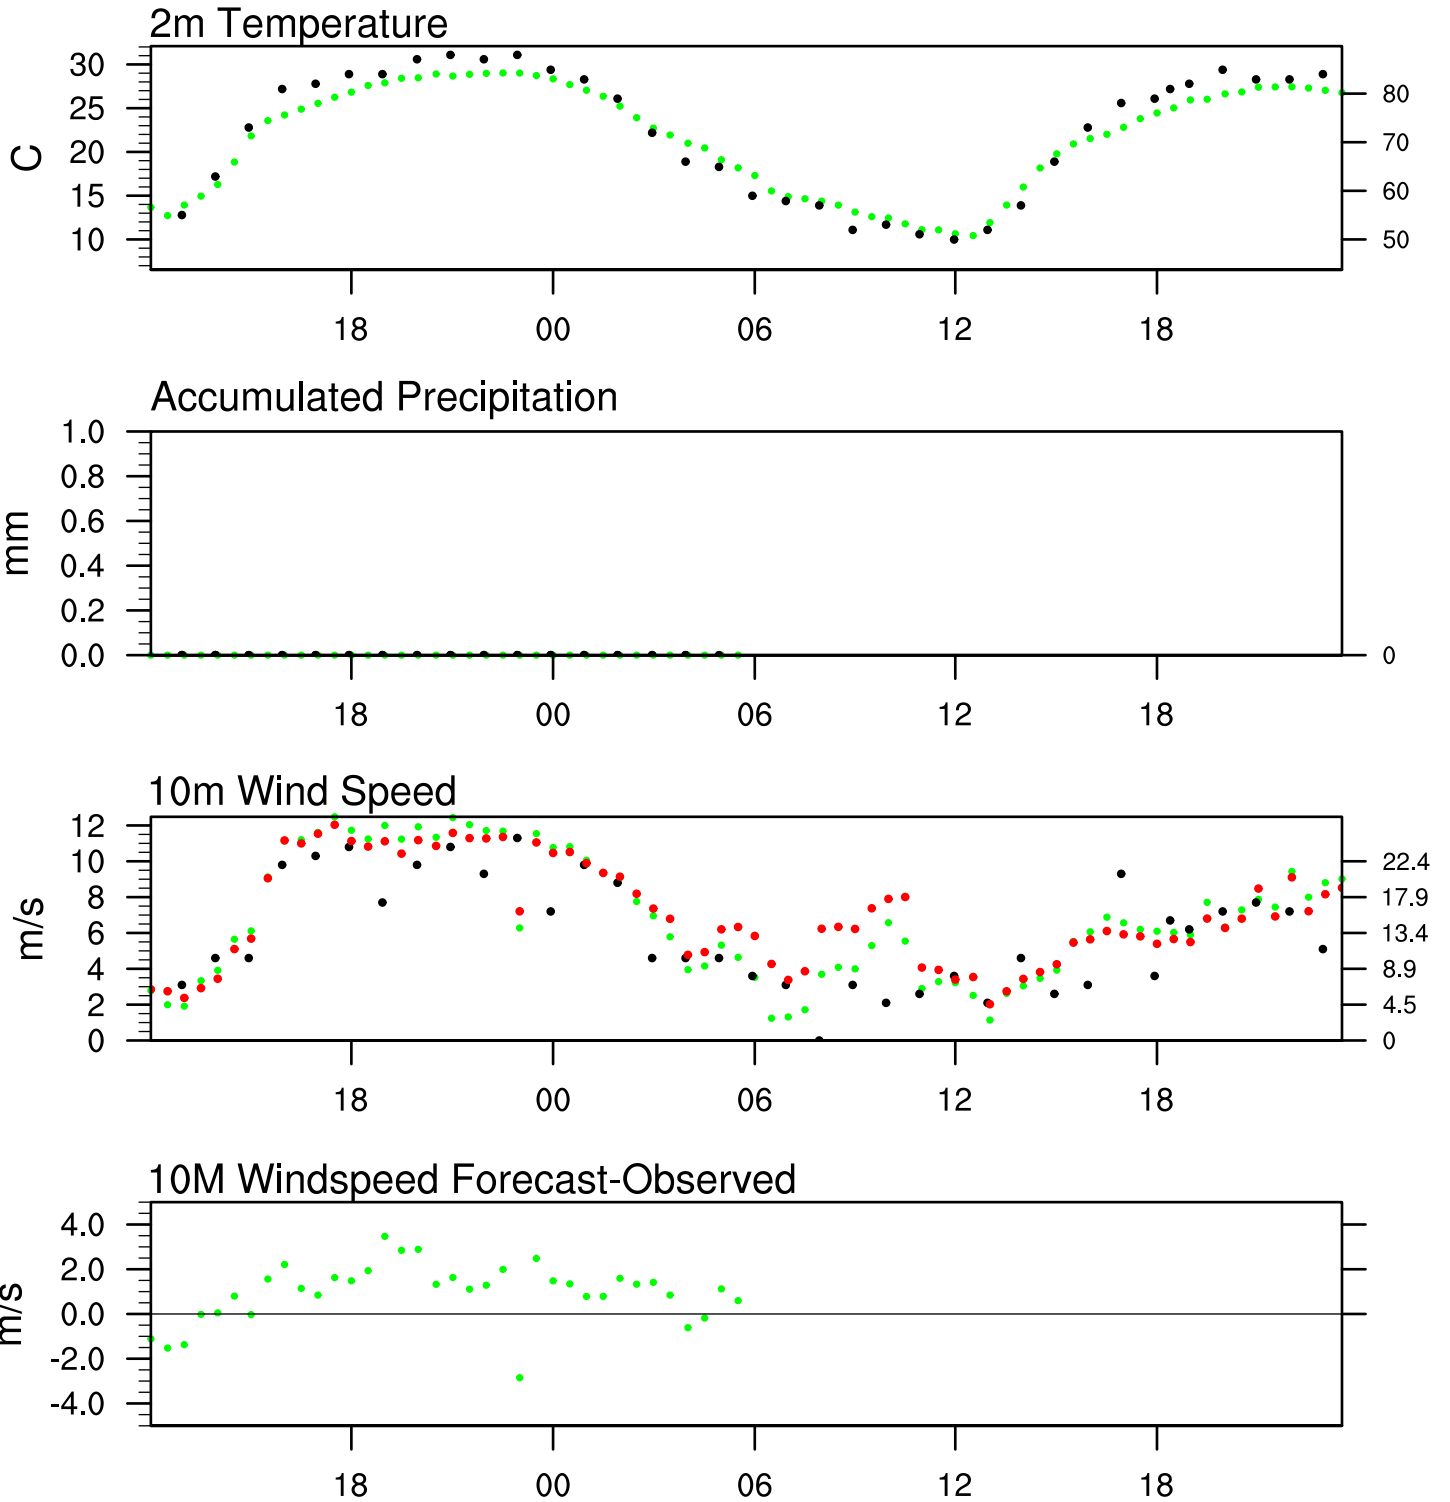 2m Temperature
30
25
20
15
10
C
80
70
60
50
18 00 06 12 18
Accumulated Precipitation
1.0
0.8
0.6
0.4
0.2
0.0
mm
0
18 00 06 12 18
10m Wind Speed
12
10
8
6
4
2
0
m/s
22.4
17.9
13.4
8.9
4.5
0
18 00 06 12 18
10M Windspeed Forecast-Observed
4.0
2.0
0.0
-2.0
-4.0
m/s
18 00 06 12 18